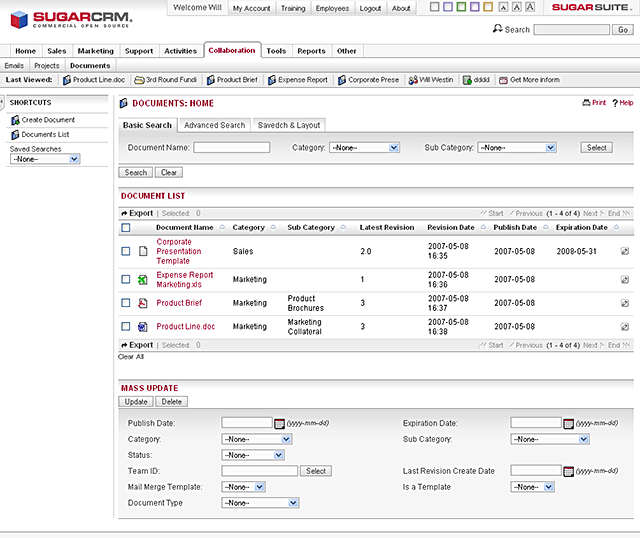 Welcome Will My Account Training Employees Logout About A A A SUGARSUITE.
SUGARCRM.
COMMERCIAL OPEN SOURCE
Search Go
Home Sales Marketing Support Activities Collaboration Tools Reports Other
Emails Projects Documents
Last Viewed: Product Line.doc 3rd Round Fundi Product Brief Expense Report Corporate Prese Will Westin dddd Get More inform
SHORTCUTS
Create Document
Documents List
Saved Searches
--None--
DOCUMENTS: HOME Print ? Help
Basic Search Advanced Search Savedch & Layout
Document Name: Category: --None-- Sub Category: --None-- Select
Search Clear
DOCUMENT LIST
Export | Selected: 0 Start Previous (1 - 4 of 4) Next End
Document Name Category Sub Category Latest Revision Revision Date Publish Date Expiration Date
Corporate Presentation Template Sales 2.0 2007-05-08 16:35 2007-05-08 2008-05-31
Expense Report Marketing.xls Marketing 1 2007-05-08 16:36 2007-05-08
Product Brief Marketing Product Brochures 3 2007-05-08 16:37 2007-05-08
Product Line.doc Marketing Marketing Collateral 3 2007-05-08 16:38 2007-05-08
Export | Selected: 0 Start Previous (1 - 4 of 4) Next End
Clear All
MASS UPDATE
Update Delete
Publish Date: (yyyy-mm-dd) Expiration Date: (yyyy-mm-dd)
Category: --None-- Sub Category: --None--
Status: --None--
Team ID: Select Last Revision Create Date (yyyy-mm-dd)
Mail Merge Template: --None-- Is a Template --None--
Document Type --None--